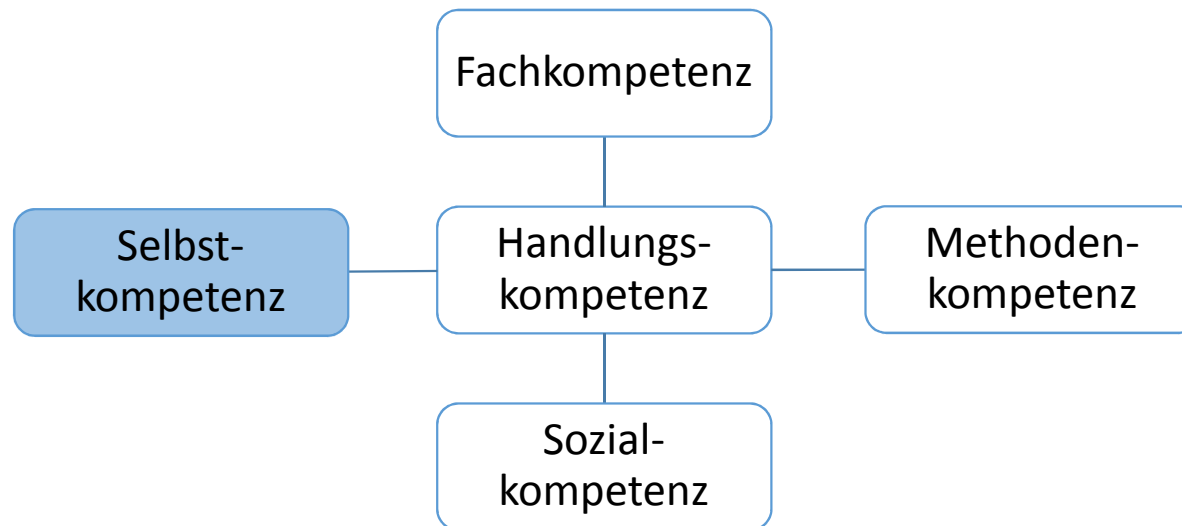 Fachkompetenz
Selbst-
kompetenz
Handlungs-
kompetenz
Methoden-
kompetenz
Sozial-
kompetenz